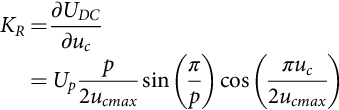 K_R = ∂U_DC / ∂u_c
= U_p p / 2u_cmax sin (π / p) cos (πu_c / 2u_cmax)